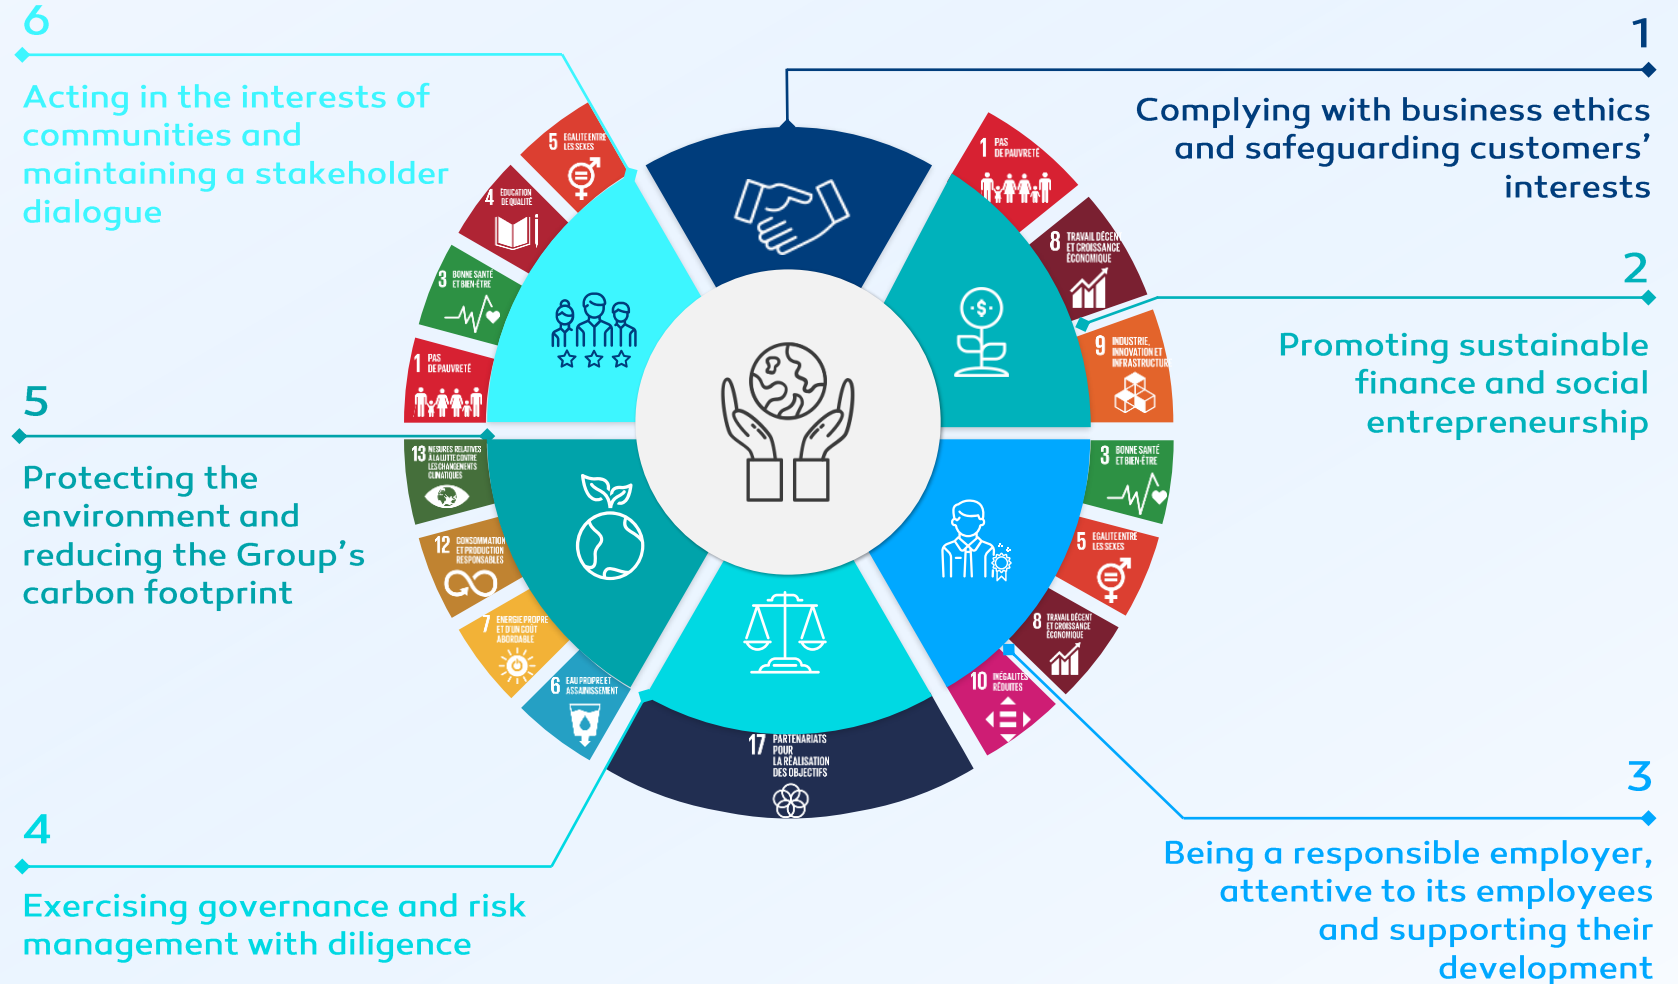 6
Acting in the interests of
communities and
maintaining a stakeholder
dialogue
1
Complying with business ethics
and safeguarding customers’
interests
2
Promoting sustainable
finance and social
entrepreneurship
5
Protecting the
environment and
reducing the Group’s
carbon footprint
4
Exercising governance and risk
management with diligence
3
Being a responsible employer,
attentive to its employees
and supporting their
development
5 EGALITE ENTRE
LES SEXES
4 ÉDUCATION
DE QUALITÉ
3 BONNE SANTÉ
ET BIEN-ÊTRE
1 PAS
DE PAUVRETÉ
13 MESURES RELATIVES
À LA LUTTE CONTRE
LES CHANGEMENTS
CLIMATIQUES
12 CONSOMMATION
ET PRODUCTION
RESPONSABLES
7 ENERGIE PROPRE
ET D'UN COÛT
ABORDABLE
6 EAU PROPRE ET
ASSAINISSEMENT
17 PARTENARIATS
POUR
LA RÉALISATION
DES OBJECTIFS
1 PAS
DE PAUVRETÉ
8 TRAVAIL DÉCENT
ET CROISSANCE
ÉCONOMIQUE
9 INDUSTRIE,
INNOVATION ET
INFRASTRUCTUR
3 BONNE SANTÉ
ET BIEN-ÊTRE
5 EGALITE ENTRE
LES SEXES
8 TRAVAIL DÉCENT
ET CROISSANCE
ÉCONOMIQUE
10 INÉGALITÉS
RÉDUITES
$